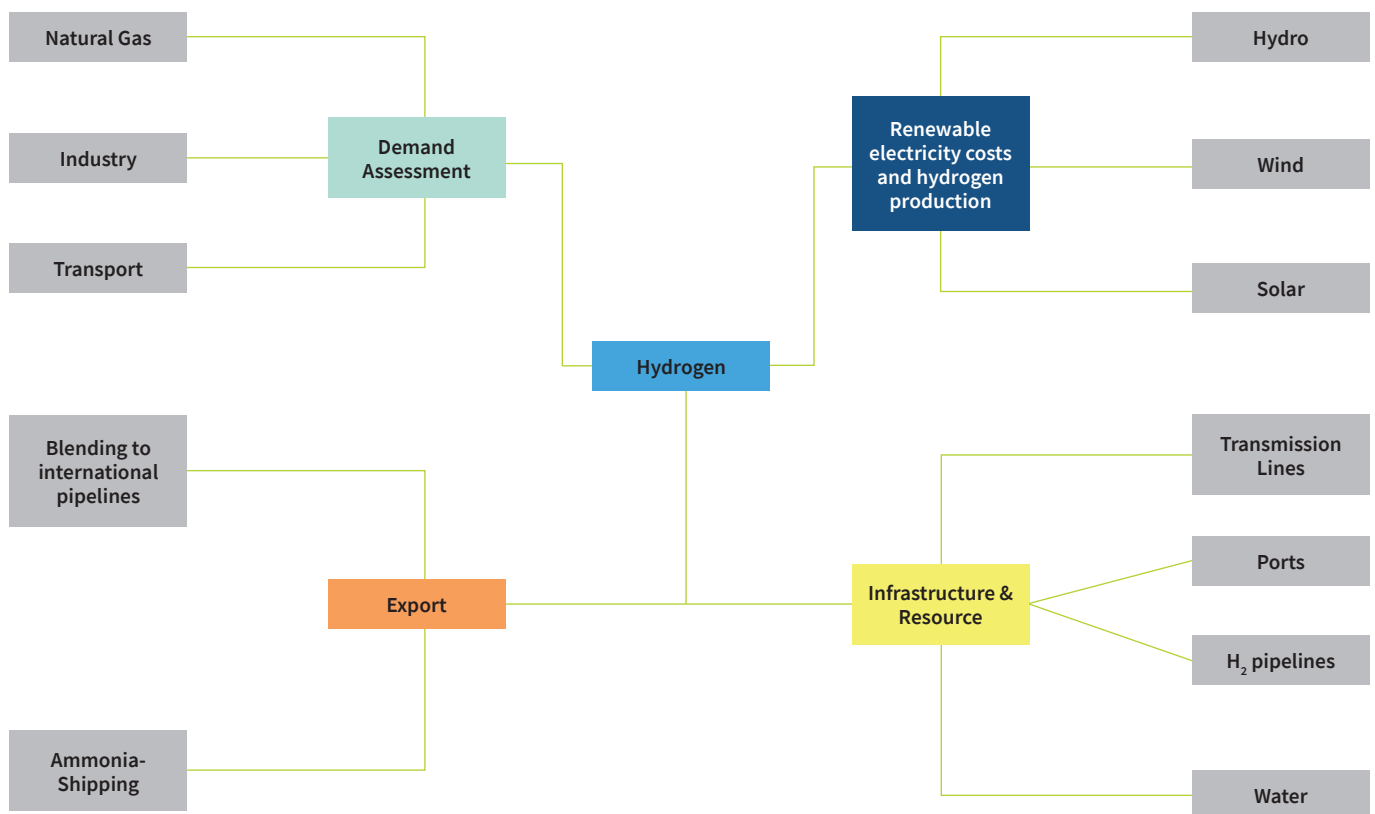 Natural Gas
Industry
Transport
Demand
Assessment
Hydro
Wind
Solar
Renewable
electricity costs
and hydrogen
production
Hydrogen
Blending to
international
pipelines
Ammonia-
Shipping
Export
Infrastructure &
Resource
Transmission
Lines
Ports
H₂ pipelines
Water